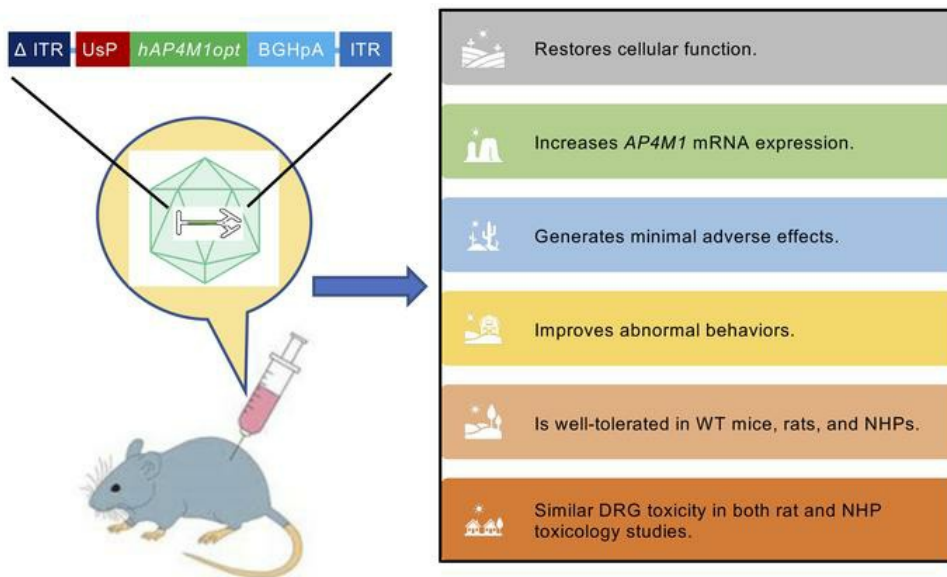 Δ ITR UsP hAP4M1opt BGHpA ITR
Restores cellular function.
Increases AP4M1 mRNA expression.
Generates minimal adverse effects.
Improves abnormal behaviors.
Is well-tolerated in WT mice, rats, and NHPs.
Similar DRG toxicity in both rat and NHP
toxicology studies.